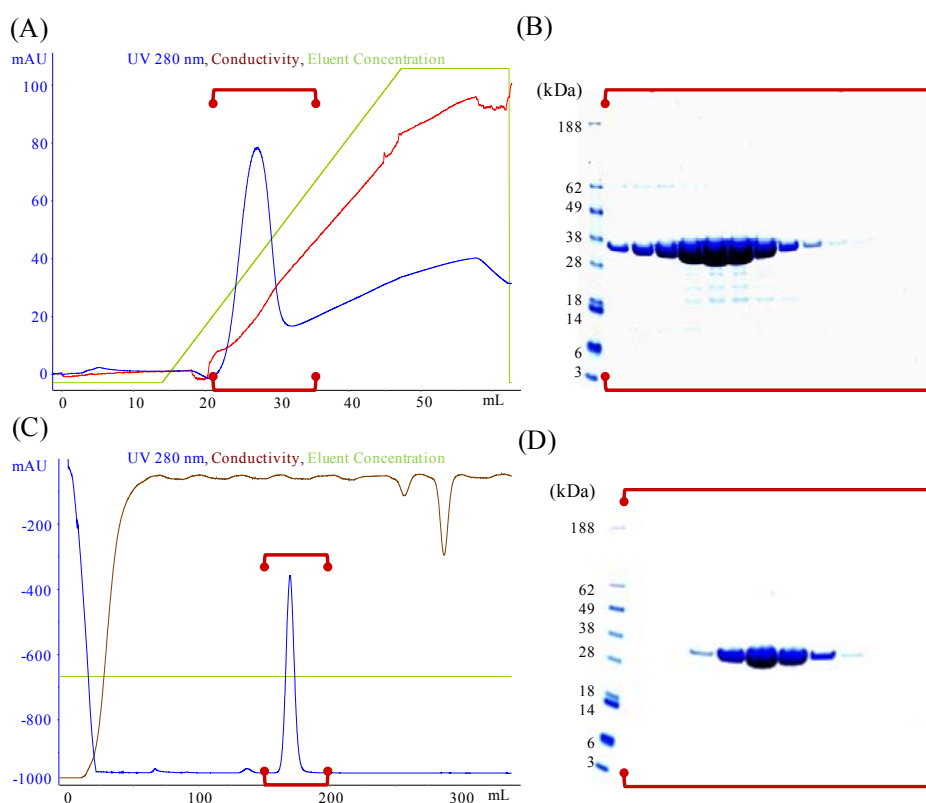 (A)
mAU
UV 280 nm, Conductivity, Eluent Concentration
100
80
60
40
20
0
0 10 20 30 40 50 mL
(B)
(kDa)
188
62
49
38
28
18
14
6
3
(C)
mAU
UV 280 nm, Conductivity, Eluent Concentration
-200
-400
-600
-800
-1000
0 100 200 300 mL
(D)
(kDa)
188
62
49
38
28
18
14
6
3